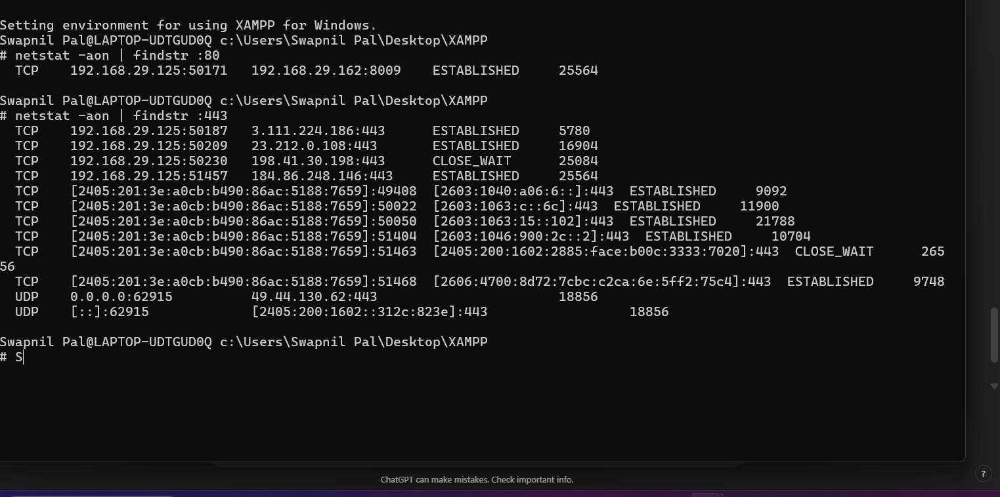 Setting environment for using XAMPP for Windows.
Swapnil Pal@LAPTOP-UDTGUD0Q c:\Users\Swapnil Pal\Desktop\XAMPP
# netstat -aon | findstr :80
  TCP    192.168.29.125:50171   192.168.29.162:8009    ESTABLISHED     25564
Swapnil Pal@LAPTOP-UDTGUD0Q c:\Users\Swapnil Pal\Desktop\XAMPP
# netstat -aon | findstr :443
  TCP    192.168.29.125:50187   3.111.224.186:443      ESTABLISHED     5780
  TCP    192.168.29.125:50209   23.212.0.108:443       ESTABLISHED     16904
  TCP    192.168.29.125:50230   198.41.30.198:443      CLOSE_WAIT      25084
  TCP    192.168.29.125:51457   184.86.248.146:443     ESTABLISHED     25564
  TCP    [2405:201:3e:a0cb:b490:86ac:5188:7659]:49408  [2603:1040:a06:6::]:443  ESTABLISHED     9092
  TCP    [2405:201:3e:a0cb:b490:86ac:5188:7659]:50022  [2603:1063:c::6c]:443  ESTABLISHED     11900
  TCP    [2405:201:3e:a0cb:b490:86ac:5188:7659]:50050  [2603:1063:15::102]:443  ESTABLISHED     21788
  TCP    [2405:201:3e:a0cb:b490:86ac:5188:7659]:51404  [2603:1046:900:2c::2]:443  ESTABLISHED     10704
  TCP    [2405:201:3e:a0cb:b490:86ac:5188:7659]:51463  [2405:200:1602:2885:face:b00c:3333:7020]:443  CLOSE_WAIT      265
56
  TCP    [2405:201:3e:a0cb:b490:86ac:5188:7659]:51468  [2606:4700:8d72:7cbc:c2ca:6e:5ff2:75c4]:443  ESTABLISHED     9748
  UDP    0.0.0.0:62915          49.44.130.62:443                       18856
  UDP    [::]:62915             [2405:200:1602::312c:823e]:443                  18856
Swapnil Pal@LAPTOP-UDTGUD0Q c:\Users\Swapnil Pal\Desktop\XAMPP
# S
ChatGPT can make mistakes. Check important info.
?